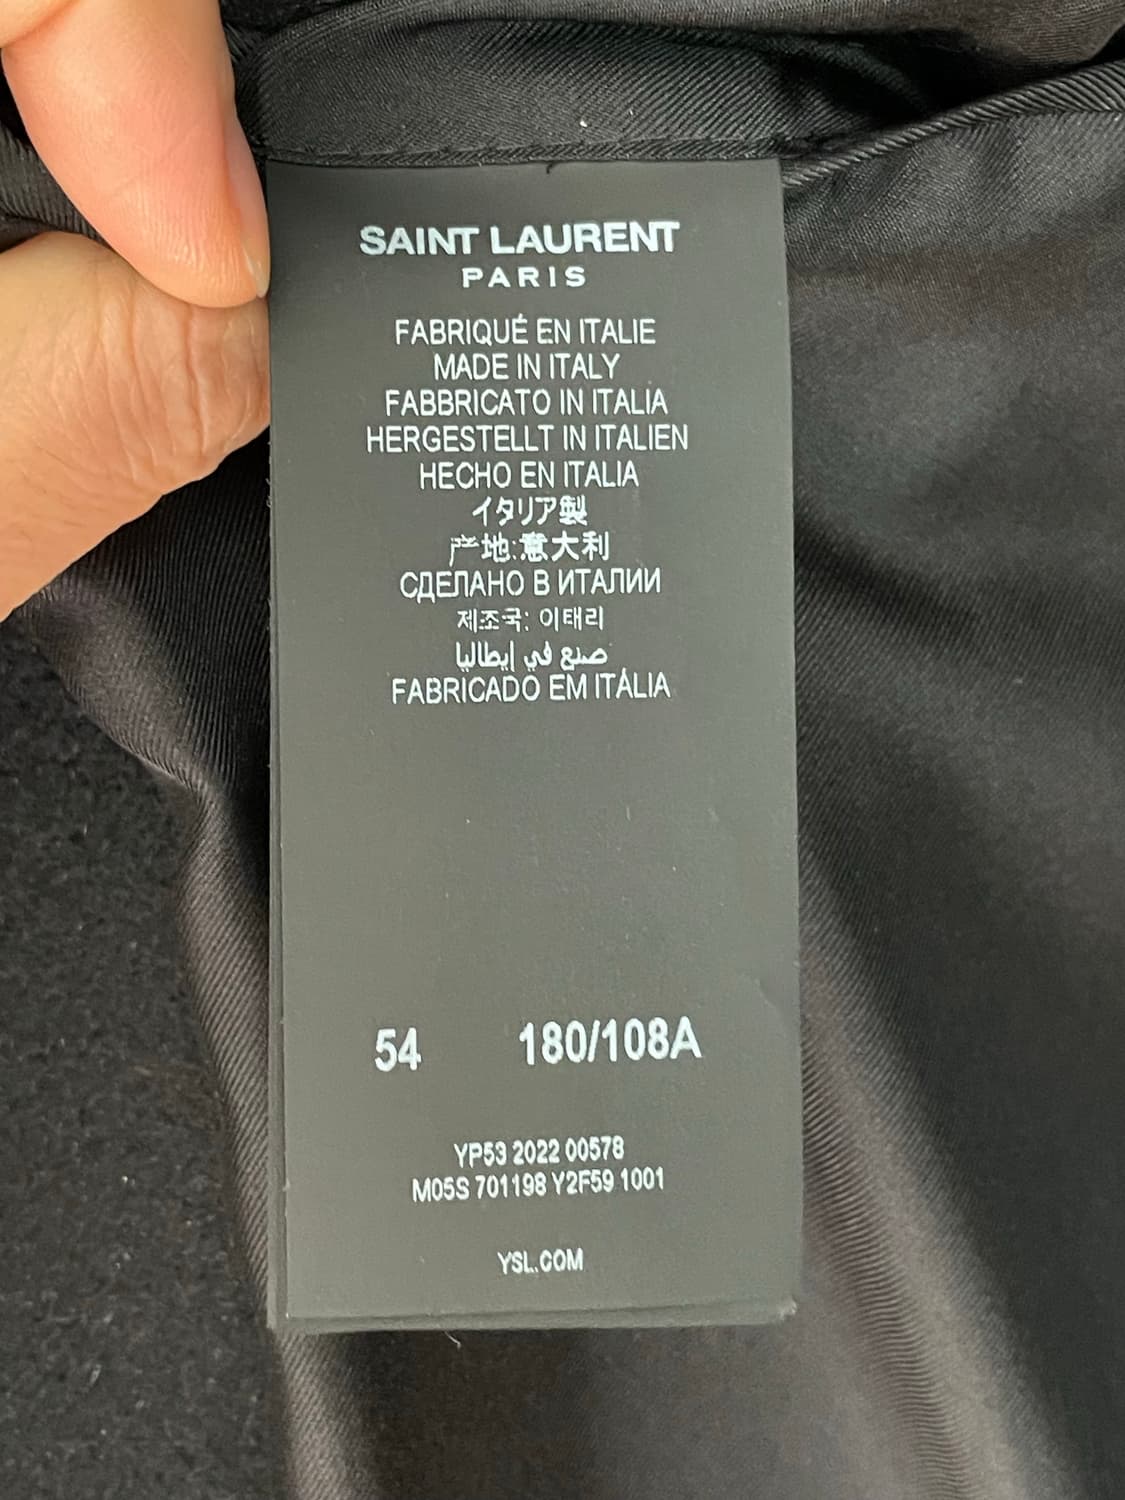 SAINT LAURENT
PARIS
FABRIQUÉ EN ITALIE
MADE IN ITALY
FABBRICATO IN ITALIA
HERGESTELLT IN ITALIEN
HECHO EN ITALIA
イタリア製
产地:意大利
СДЕЛАНО В ИТАЛИИ
제조국: 이태리
صنع في إيطاليا
FABRICADO EM ITÁLIA
54 180/108A
YP53 2022 00578
M05S 701198 Y2F59 1001
YSL.COM